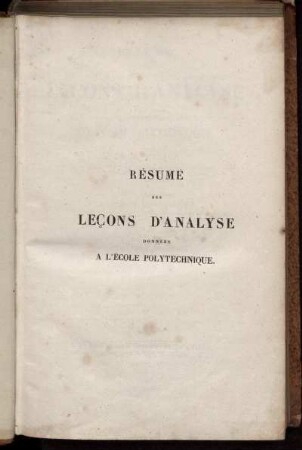 RÉSUMÉ
DES
LEÇONS D'ANALYSE
DONNÉES
A L'ÉCOLE POLYTECHNIQUE.